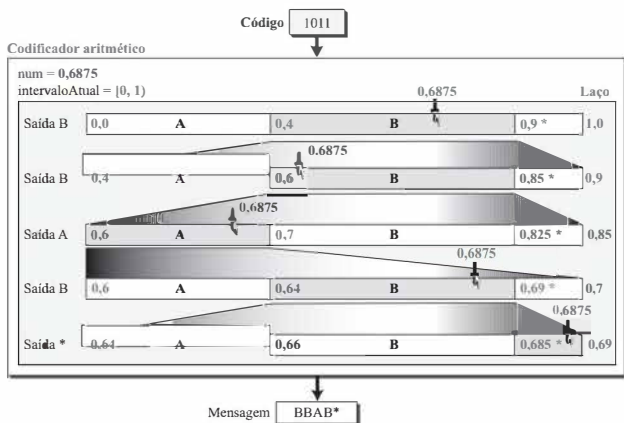 Código 1011
Codificador aritmético
num = 0,6875
intervaloAtual = [0, 1)
0,6875 Laço
Saída B 0,0 A 0,4 B 0,9 * 1,0
0.6875
Saída B 0,4 A 0,6 B 0,85 * 0,9
0,6875
Saída A 0,6 A 0,7 B 0,825 * 0,85
0,6875
Saída B 0,6 A 0,64 B 0,69 * 0,7
0,6875
Saída * 0,64 A 0,66 B 0,685 * 0,69
Mensagem BBAB*